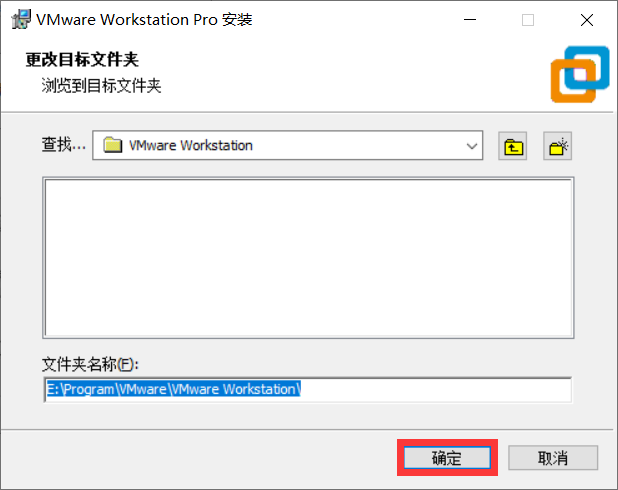 VMware Workstation Pro 安装
更改目标文件夹
浏览到目标文件夹
查找... VMware Workstation
文件夹名称(F):
E:\Program\VMware\VMware Workstation\
确定 取消